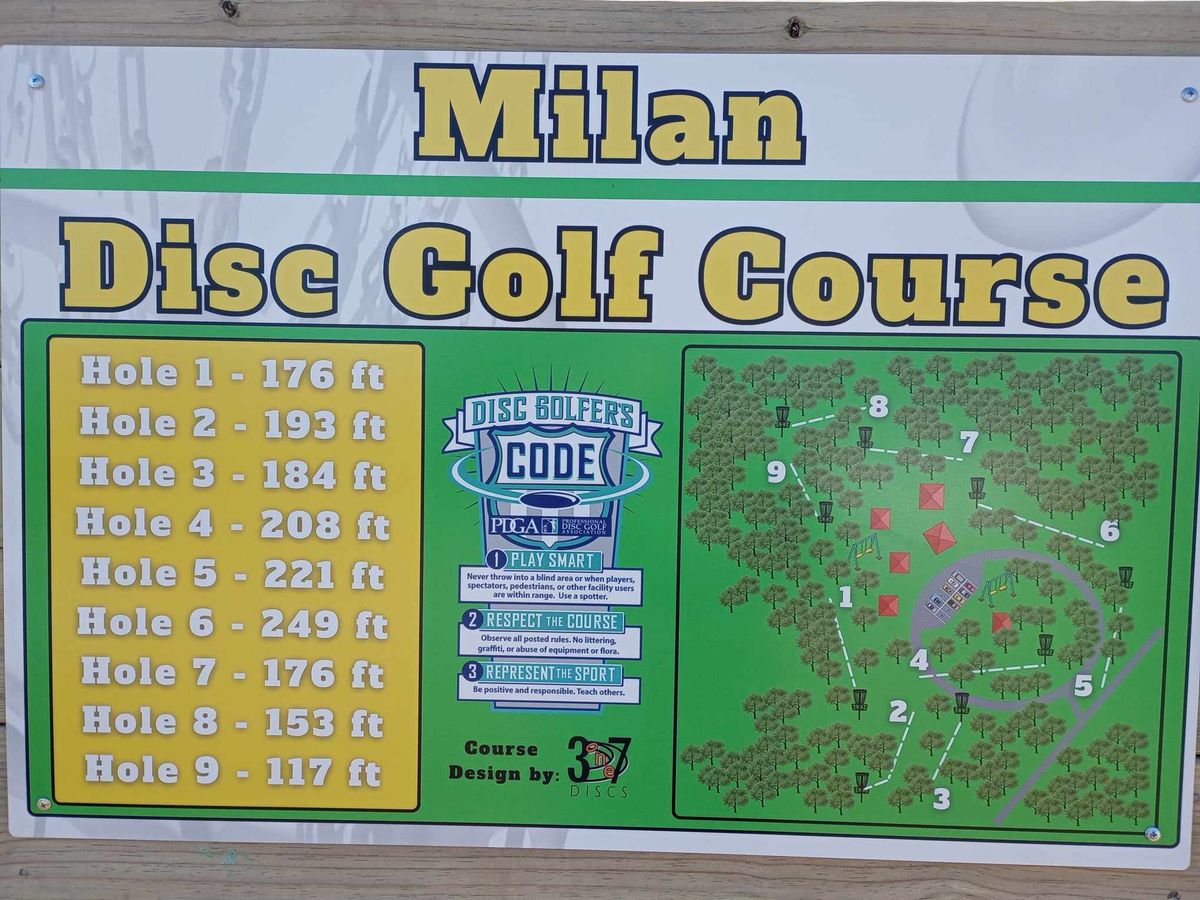 Milan
Disc Golf Course
Hole 1 - 176 ft
Hole 2 - 193 ft
Hole 3 - 184 ft
Hole 4 - 208 ft
Hole 5 - 221 ft
Hole 6 - 249 ft
Hole 7 - 176 ft
Hole 8 - 153 ft
Hole 9 - 117 ft
DISC GOLFER'S
CODE
PDGA PROFESSIONAL
DISC GOLF
ASSOCIATION
1 PLAY SMART
Never throw into a blind area or when players,
spectators, pedestrians, or other facility users
are within range. Use a spotter.
2 RESPECT THE COURSE
Observe all posted rules. No littering,
graffiti, or abuse of equipment or flora.
3 REPRESENT THE SPORT
Be positive and responsible. Teach others.
Course
Design by:
3 one 7
DISCS
8
7
9
6
1
4
5
2
3